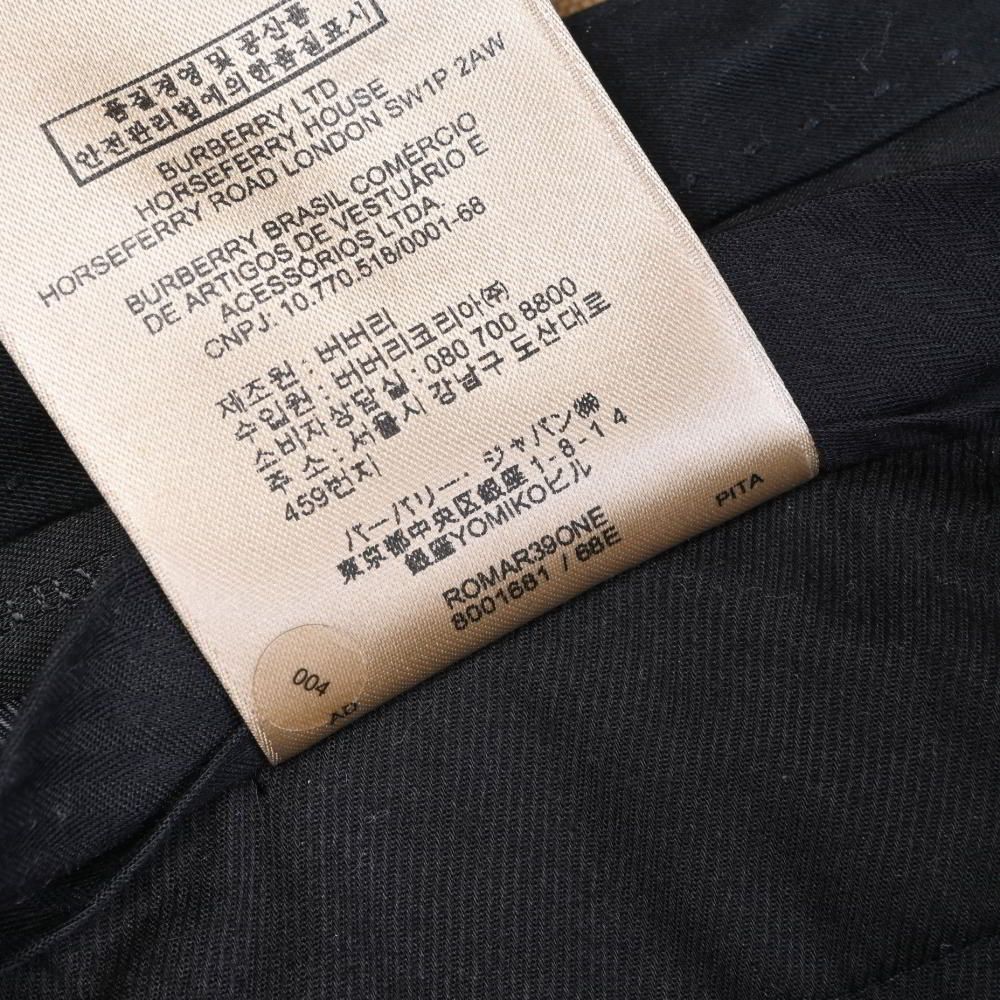 품질경영 및 공산품
안전관리법에의한품질표시
BURBERRY LTD
HORSEFERRY HOUSE
HORSEFERRY ROAD LONDON SW1P 2AW
BURBERRY BRASIL COMÉRCIO
DE ARTIGOS DE VESTUÁRIO E
ACESSÓRIOS LTDA
CNPJ: 10.770.518/0001-68
제조원 : 버버리
수입원 : 버버리코리아㈜
소비자상담실 : 080 700 8800
주 소 : 서울시 강남구 도산대로
459번지
バーバリー・ジャパン㈱
東京都中央区銀座1-8-14
銀座YOMIKOビル
ROMAR39ONE
8001681 / 68E
PITA
004
AD